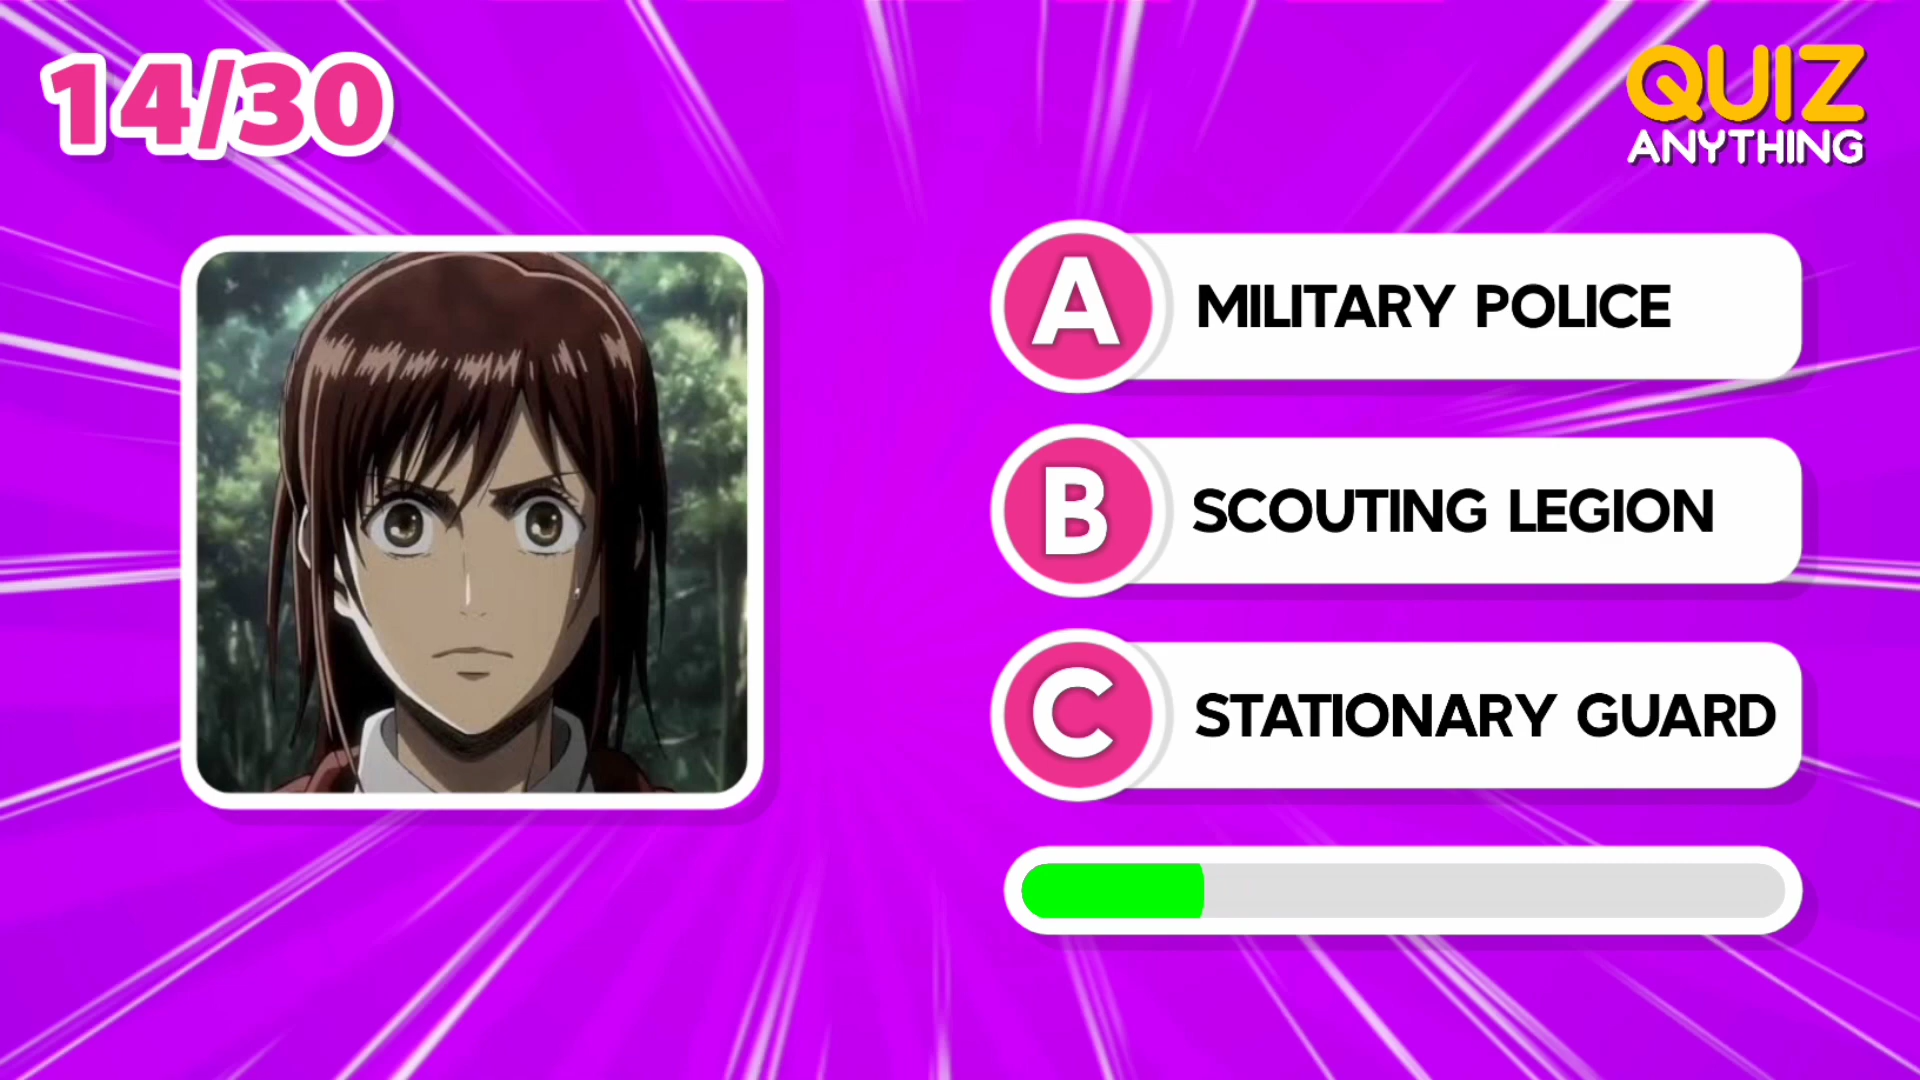 14/30
QUIZ
ANYTHING
A MILITARY POLICE
B SCOUTING LEGION
C STATIONARY GUARD